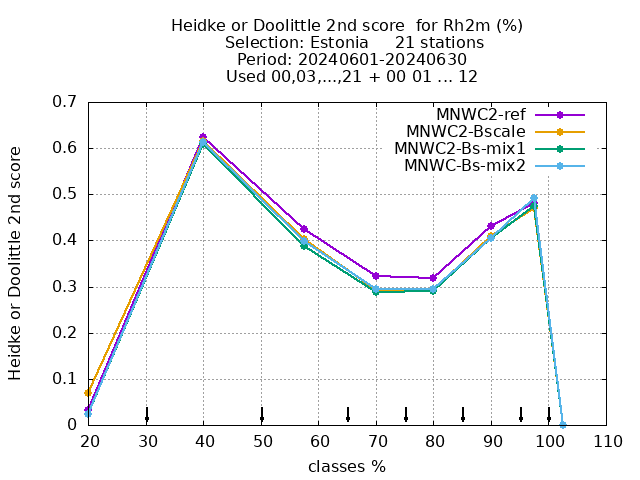 Heidke or Doolittle 2nd score  for Rh2m (%)
Selection: Estonia     21 stations
Period: 20240601-20240630
Used 00,03,...,21 + 00 01 ... 12
MNWC2-ref
MNWC2-Bscale
MNWC2-Bs-mix1
MNWC-Bs-mix2
Heidke or Doolittle 2nd score
0.7
0.6
0.5
0.4
0.3
0.2
0.1
0
20 30 40 50 60 70 80 90 100 110
classes %